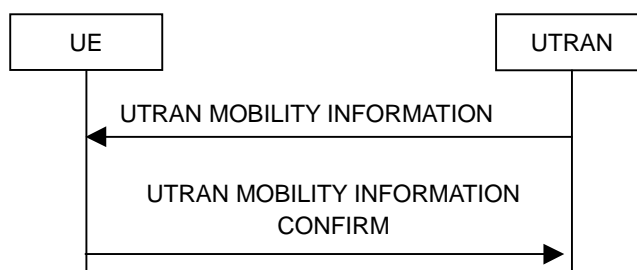 UE
UTRAN
UTRAN MOBILITY INFORMATION
UTRAN MOBILITY INFORMATION
CONFIRM